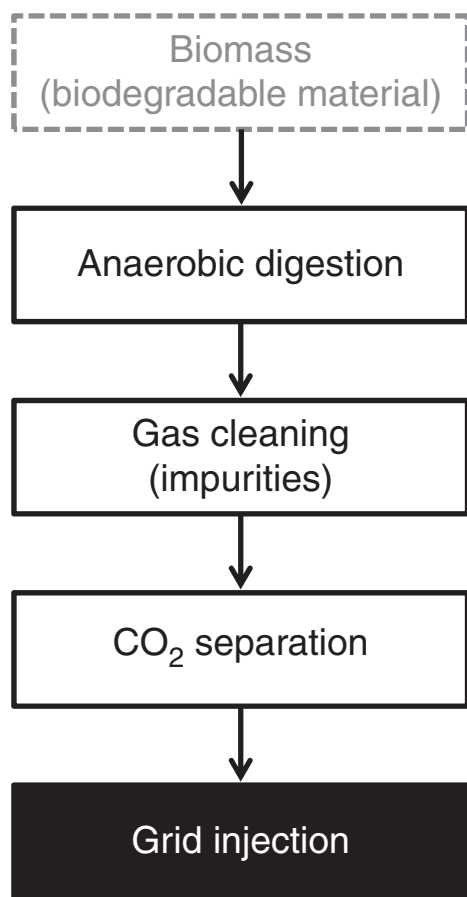 Biomass
(biodegradable material)
Anaerobic digestion
Gas cleaning
(impurities)
CO₂ separation
Grid injection